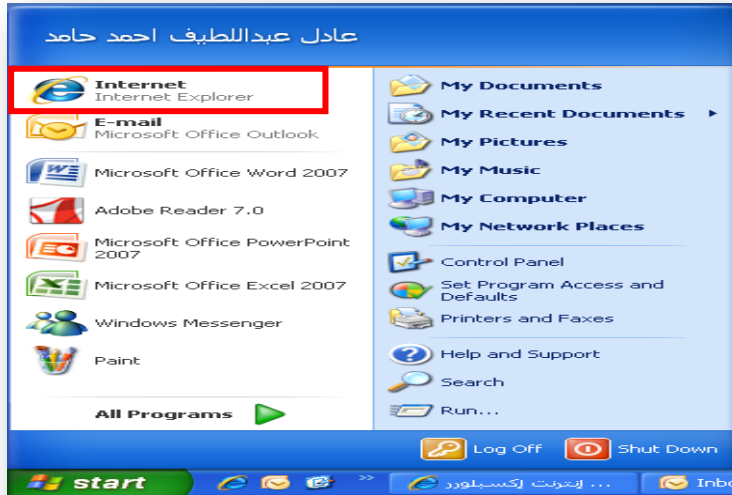 عادل عبداللطيف احمد حامد
Internet
Internet Explorer
E-mail
Microsoft Office Outlook
Microsoft Office Word 2007
Adobe Reader 7.0
Microsoft Office PowerPoint
2007
Microsoft Office Excel 2007
Windows Messenger
Paint
All Programs
My Documents
My Recent Documents
My Pictures
My Music
My Computer
My Network Places
Control Panel
Set Program Access and
Defaults
Printers and Faxes
Help and Support
Search
Run...
Log Off
Shut Down
start
إنترنت إكسبلورر ...
Inbo